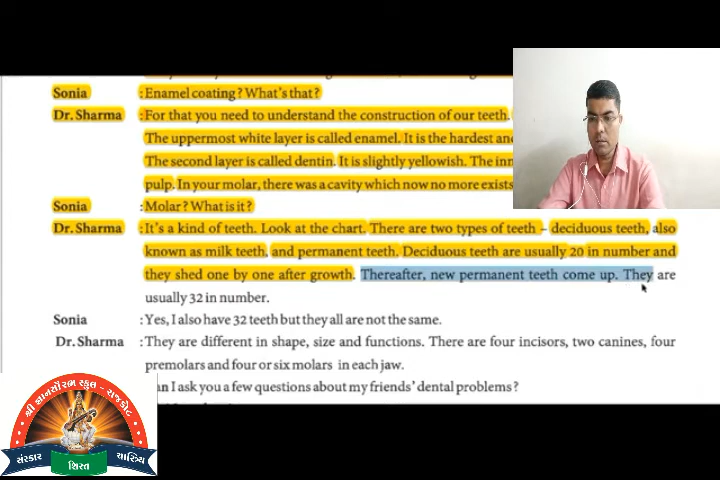 Sonia : Enamel coating? What's that?
Dr. Sharma : For that you need to understand the construction of our teeth.
The uppermost white layer is called enamel. It is the hardest
The second layer is called dentin. It is slightly yellowish. The
pulp. In your molar, there was a cavity which now no more exists
Sonia : Molar? What is it?
Dr. Sharma : It's a kind of teeth. Look at the chart. There are two types of teeth – deciduous teeth, also
known as milk teeth, and permanent teeth. Deciduous teeth are usually 20 in number and
they shed one by one after growth. Thereafter, new permanent teeth come up. They are
usually 32 in number.
Sonia : Yes, I also have 32 teeth but they all are not the same.
Dr. Sharma : They are different in shape, size and functions. There are four incisors, two canines, four
premolars and four or six molars in each jaw.
I ask you a few questions about my friends' dental problems?
શ્રી જ્ઞાનસૌરભ સ્કુલ - રાજકોટ
સંસ્કાર શિસ્ત ચારિત્ર્ય